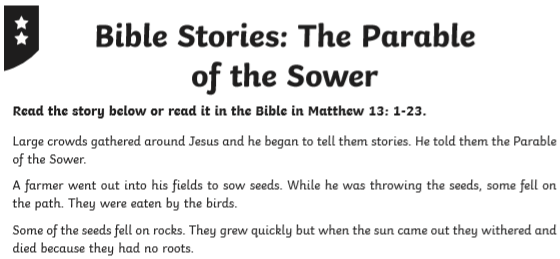 Bible Stories: The Parable
of the Sower
Read the story below or read it in the Bible in Matthew 13: 1-23.
Large crowds gathered around Jesus and he began to tell them stories. He told them the Parable
of the Sower.
A farmer went out into his fields to sow seeds. While he was throwing the seeds, some fell on
the path. They were eaten by the birds.
Some of the seeds fell on rocks. They grew quickly but when the sun came out they withered and
died because they had no roots.